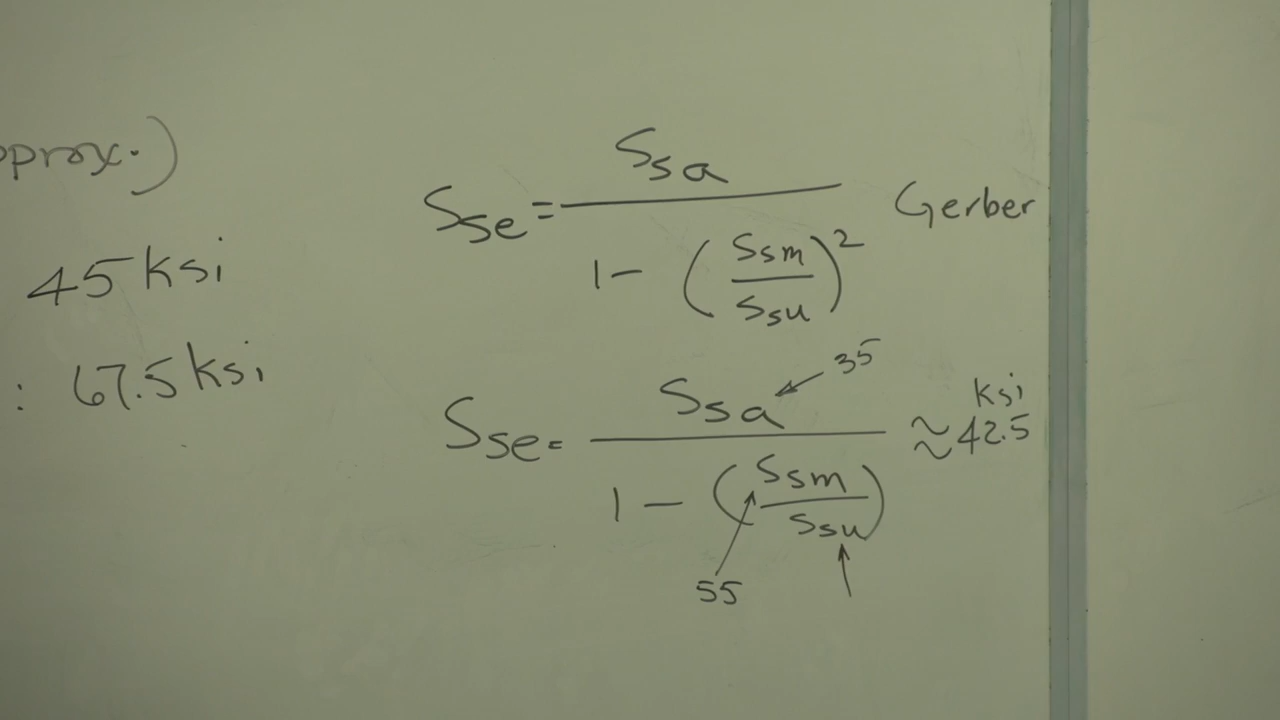 pprox.)
45 ksi
: 67.5 ksi
Sse = Ssa / 1 - (Ssm / Ssu)² Gerber
Sse = Ssa / 1 - (Ssm / Ssu) ≈ 42.5 ksi
35
55